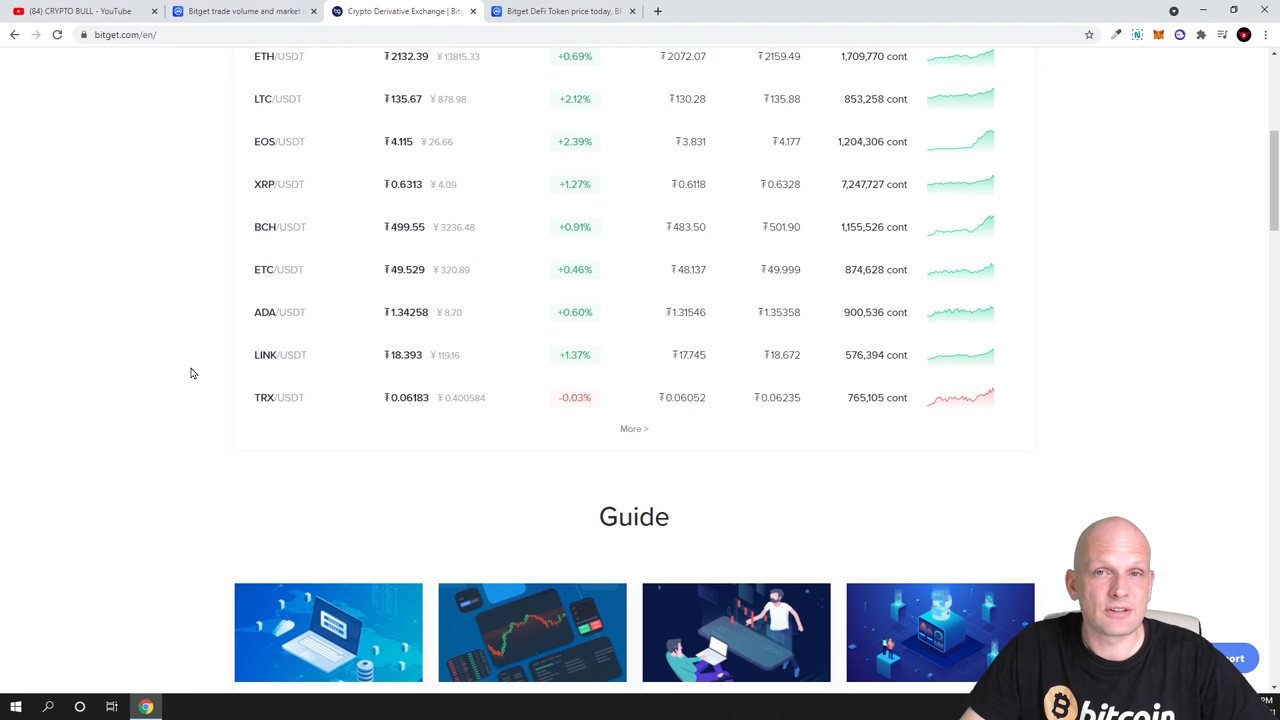 (84) CRYPTO BULL - YouTube
Bitget trade volume and market
Crypto Derivative Exchange | Bit
Bitget DeFi Token price today, BF
bitget.com/en/
ETH/USDT ₮2132.39 ¥13815.33 +0.69% ₮2072.07 ₮2159.49 1,709,770 cont
LTC/USDT ₮135.67 ¥878.98 +2.12% ₮130.28 ₮135.88 853,258 cont
EOS/USDT ₮4.115 ¥26.66 +2.39% ₮3.831 ₮4.177 1,204,306 cont
XRP/USDT ₮0.6313 ¥4.09 +1.27% ₮0.6118 ₮0.6328 7,247,727 cont
BCH/USDT ₮499.55 ¥3236.48 +0.91% ₮483.50 ₮501.90 1,155,526 cont
ETC/USDT ₮49.529 ¥320.89 +0.46% ₮48.137 ₮49.999 874,628 cont
ADA/USDT ₮1.34258 ¥8.70 +0.60% ₮1.31546 ₮1.35358 900,536 cont
LINK/USDT ₮18.393 ¥119.16 +1.37% ₮17.745 ₮18.672 576,394 cont
TRX/USDT ₮0.06183 ¥0.400584 -0.03% ₮0.06052 ₮0.06235 765,105 cont
More >
Guide
ort
bitcoin
PM